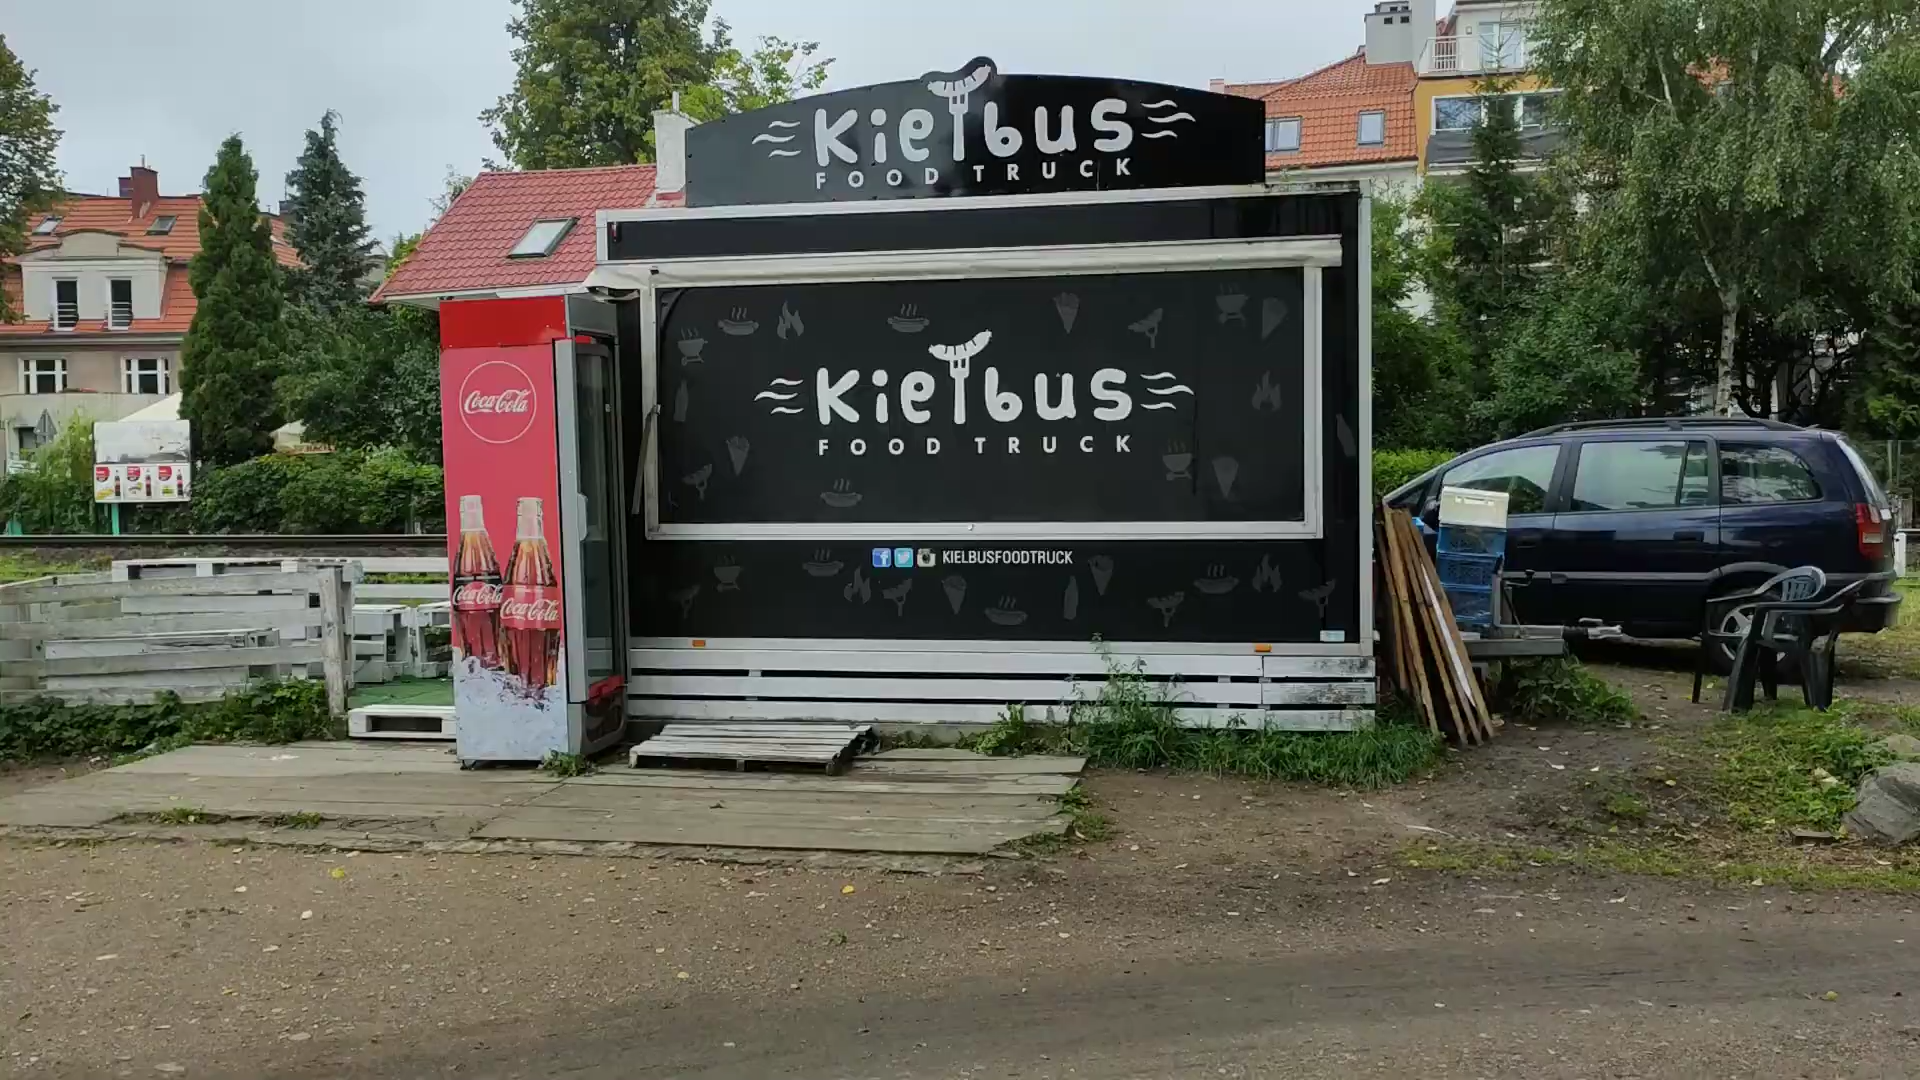 Kiełbus
FOOD TRUCK
Kiełbus
FOOD TRUCK
KIELBUSFOODTRUCK
Coca-Cola
Coca-Cola
Coca-Cola